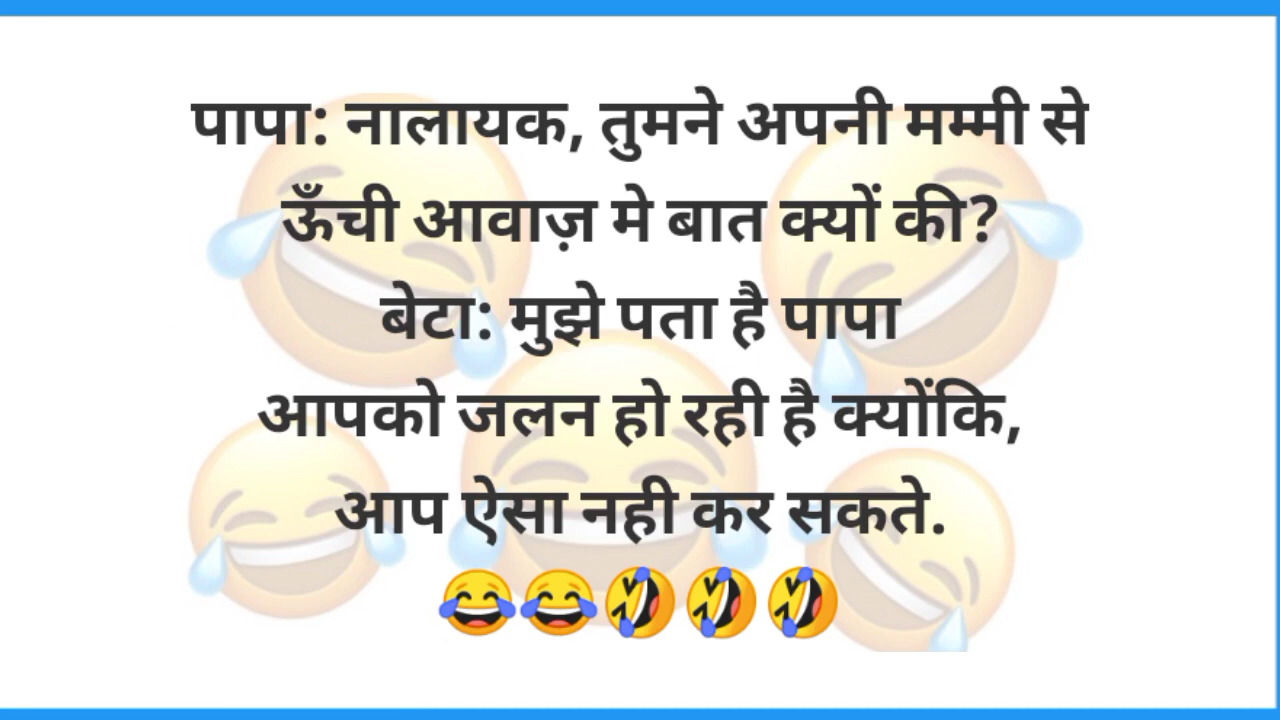 पापा: नालायक, तुमने अपनी मम्मी से
ऊँची आवाज़ मे बात क्यों की?
बेटा: मुझे पता है पापा
आपको जलन हो रही है क्योंकि,
आप ऐसा नही कर सकते.
😂😂🤣🤣🤣